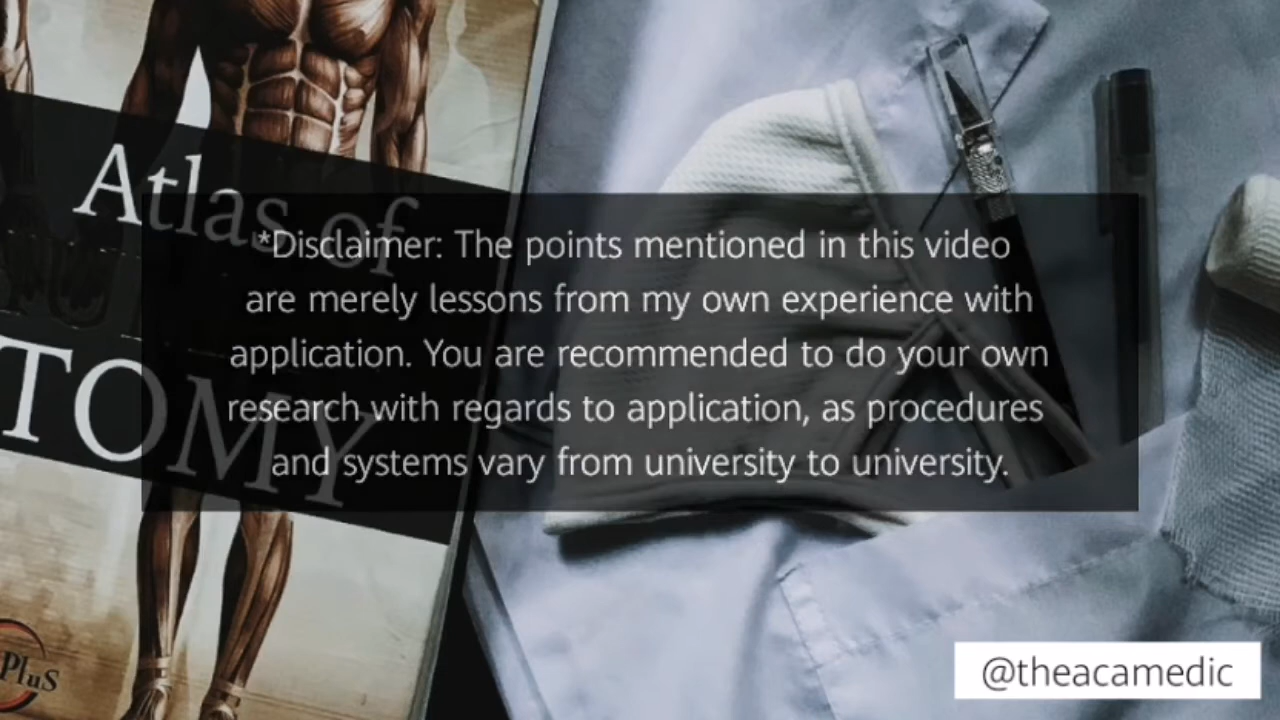 Atlas of
TOMY
*Disclaimer: The points mentioned in this video
are merely lessons from my own experience with
application. You are recommended to do your own
research with regards to application, as procedures
and systems vary from university to university.
Plus
@theacamedic